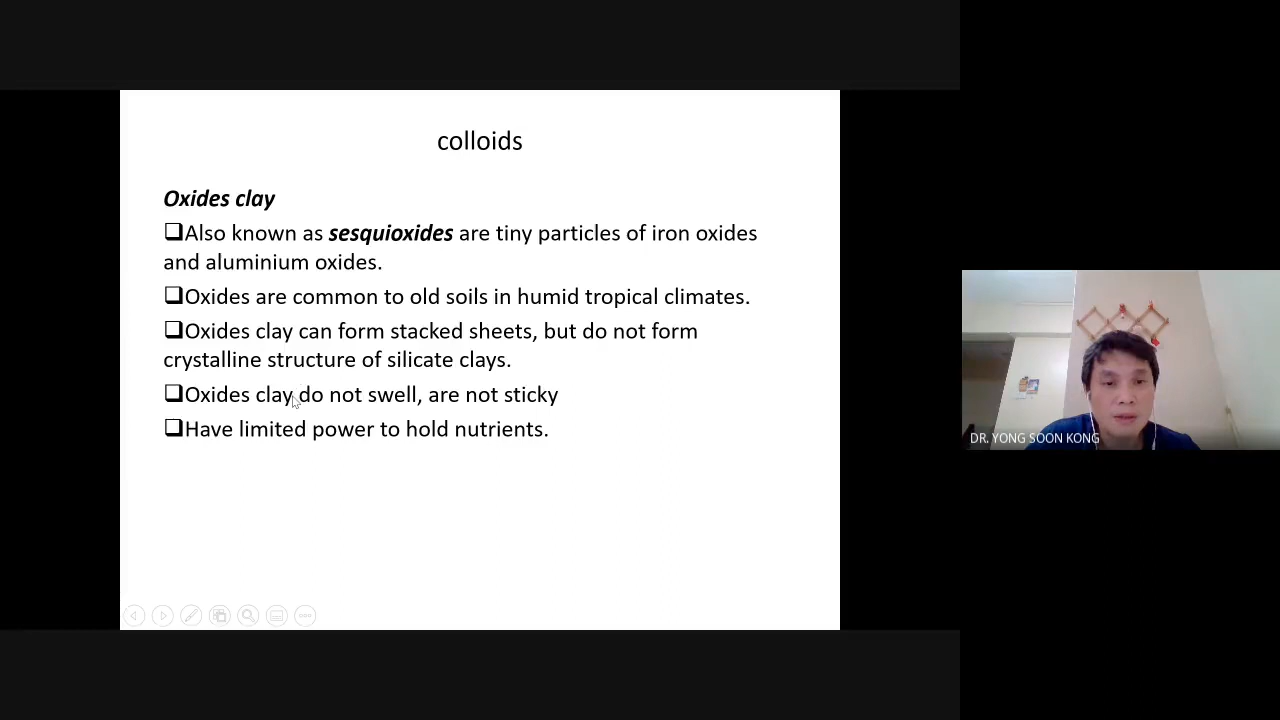 colloids
Oxides clay
❑Also known as sesquioxides are tiny particles of iron oxides
and aluminium oxides.
❑Oxides are common to old soils in humid tropical climates.
❑Oxides clay can form stacked sheets, but do not form
crystalline structure of silicate clays.
❑Oxides clay do not swell, are not sticky
❑Have limited power to hold nutrients.
DR. YONG SOON KONG